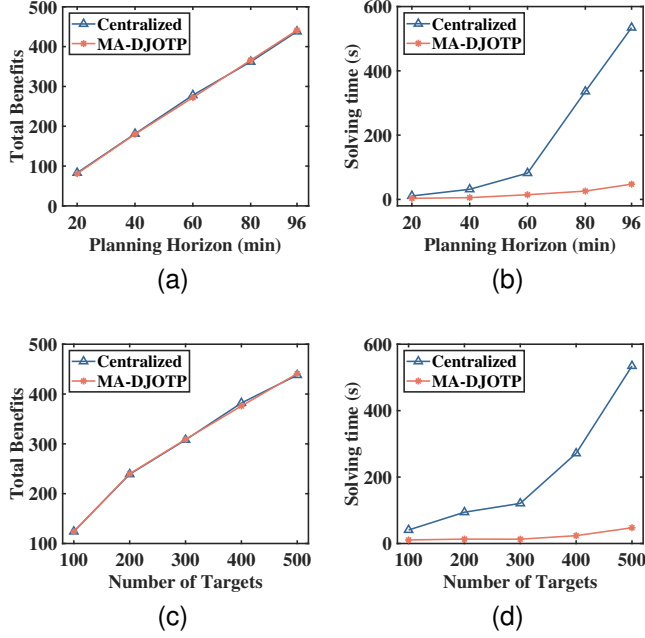 500
400
300
200
100
0
Total Benefits
Centralized
MA-DJOTP
20 40 60 80 96
Planning Horizon (min)
(a)
600
400
200
0
Solving time (s)
Centralized
MA-DJOTP
20 40 60 80 96
Planning Horizon (min)
(b)
500
400
300
200
100
Total Benefits
Centralized
MA-DJOTP
100 200 300 400 500
Number of Targets
(c)
600
400
200
0
Solving time (s)
Centralized
MA-DJOTP
100 200 300 400 500
Number of Targets
(d)